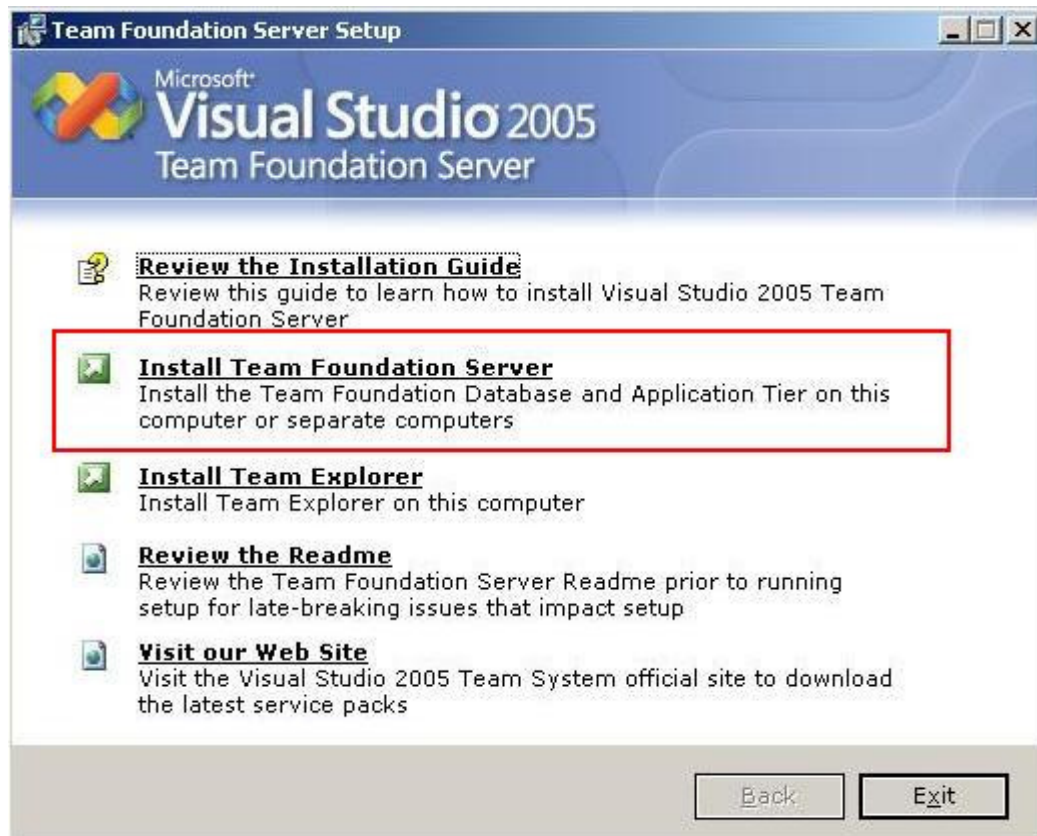 Team Foundation Server Setup
Microsoft
Visual Studio 2005
Team Foundation Server
Review the Installation Guide
Review this guide to learn how to install Visual Studio 2005 Team
Foundation Server
Install Team Foundation Server
Install the Team Foundation Database and Application Tier on this
computer or separate computers
Install Team Explorer
Install Team Explorer on this computer
Review the Readme
Review the Team Foundation Server Readme prior to running
setup for late-breaking issues that impact setup
Visit our Web Site
Visit the Visual Studio 2005 Team System official site to download
the latest service packs
Back
Exit